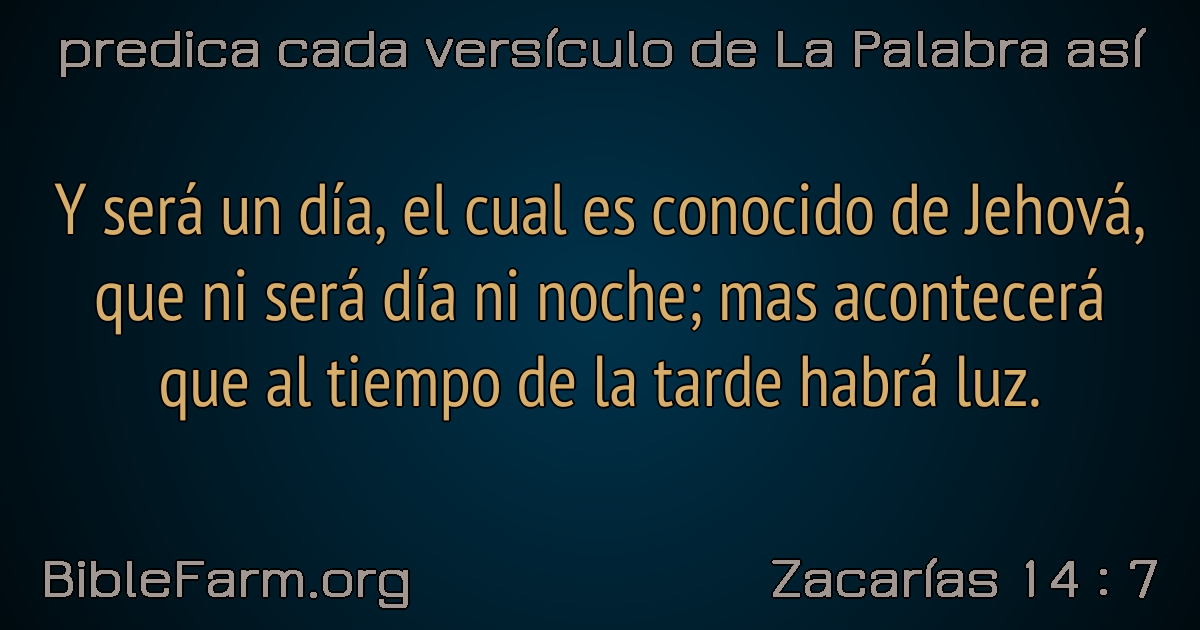 predica cada versículo de La Palabra así
Y será un día, el cual es conocido de Jehová,
que ni será día ni noche; mas acontecerá
que al tiempo de la tarde habrá luz.
BibleFarm.org
Zacarías 14 : 7